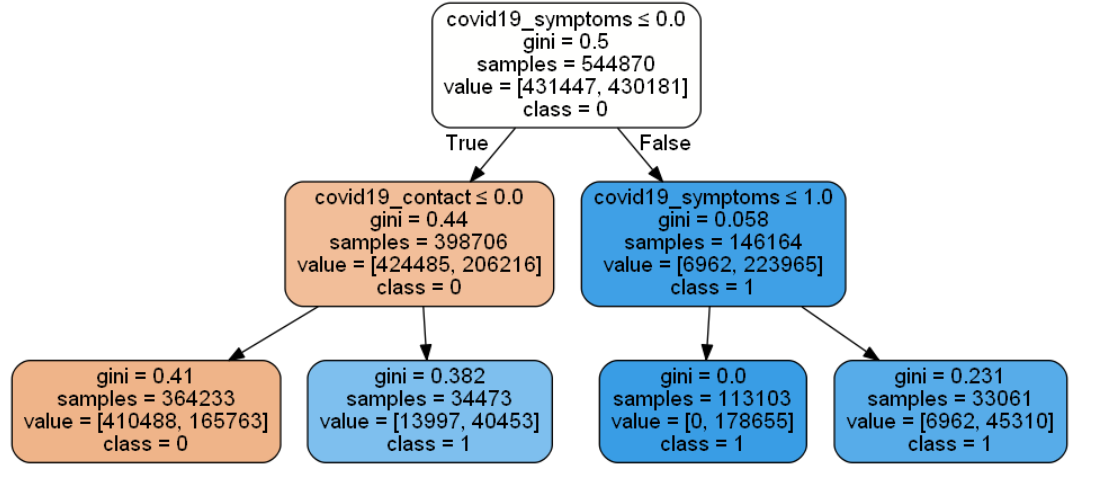 covid19_symptoms ≤ 0.0
gini = 0.5
samples = 544870
value = [431447, 430181]
class = 0
True
False
covid19_contact ≤ 0.0
gini = 0.44
samples = 398706
value = [424485, 206216]
class = 0
covid19_symptoms ≤ 1.0
gini = 0.058
samples = 146164
value = [6962, 223965]
class = 1
gini = 0.41
samples = 364233
value = [410488, 165763]
class = 0
gini = 0.382
samples = 34473
value = [13997, 40453]
class = 1
gini = 0.0
samples = 113103
value = [0, 178655]
class = 1
gini = 0.231
samples = 33061
value = [6962, 45310]
class = 1